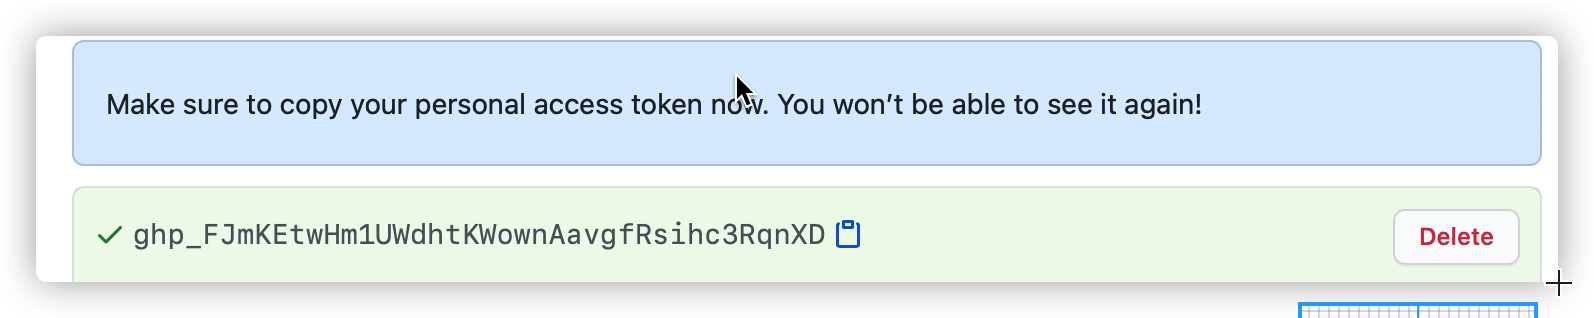 Make sure to copy your personal access token now. You won’t be able to see it again!
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
Delete